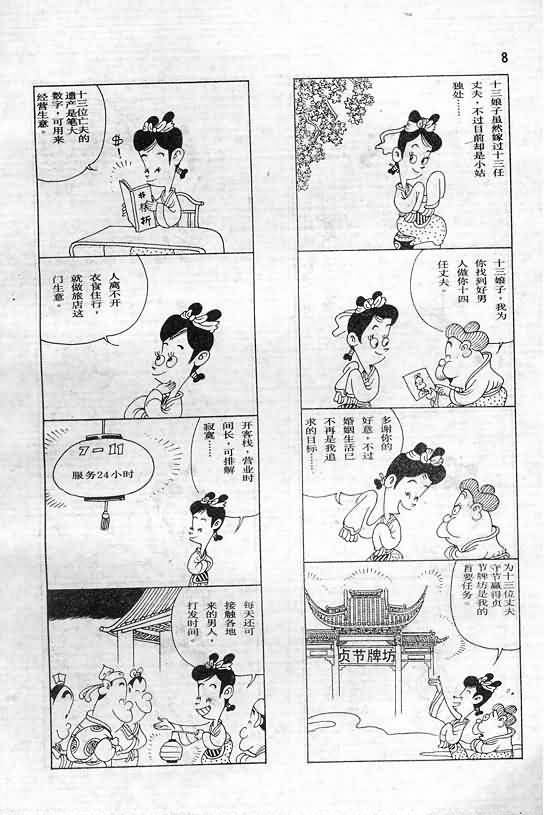 8
十三娘子虽然嫁过十三任
丈夫，不过目前却是小姑
独处……
十三娘子，我为
你找到好男
人做你十四
任丈夫。
多谢你的
好意，不过
婚姻生活已
不再是我追
求的目标……
为十三位丈夫
守节赢得贞
节牌坊是我的
首要任务。
贞节牌坊
十三位亡夫的
遗产是笔大
数字，可用来
经营生意。
$
存折
人离不开
衣食住行，
就做旅店这
门生意。
开客栈，营业时
间长，可排解
寂寞……
7－11
服务24小时
每天还可
接触各地
来的男人，
打发时间。